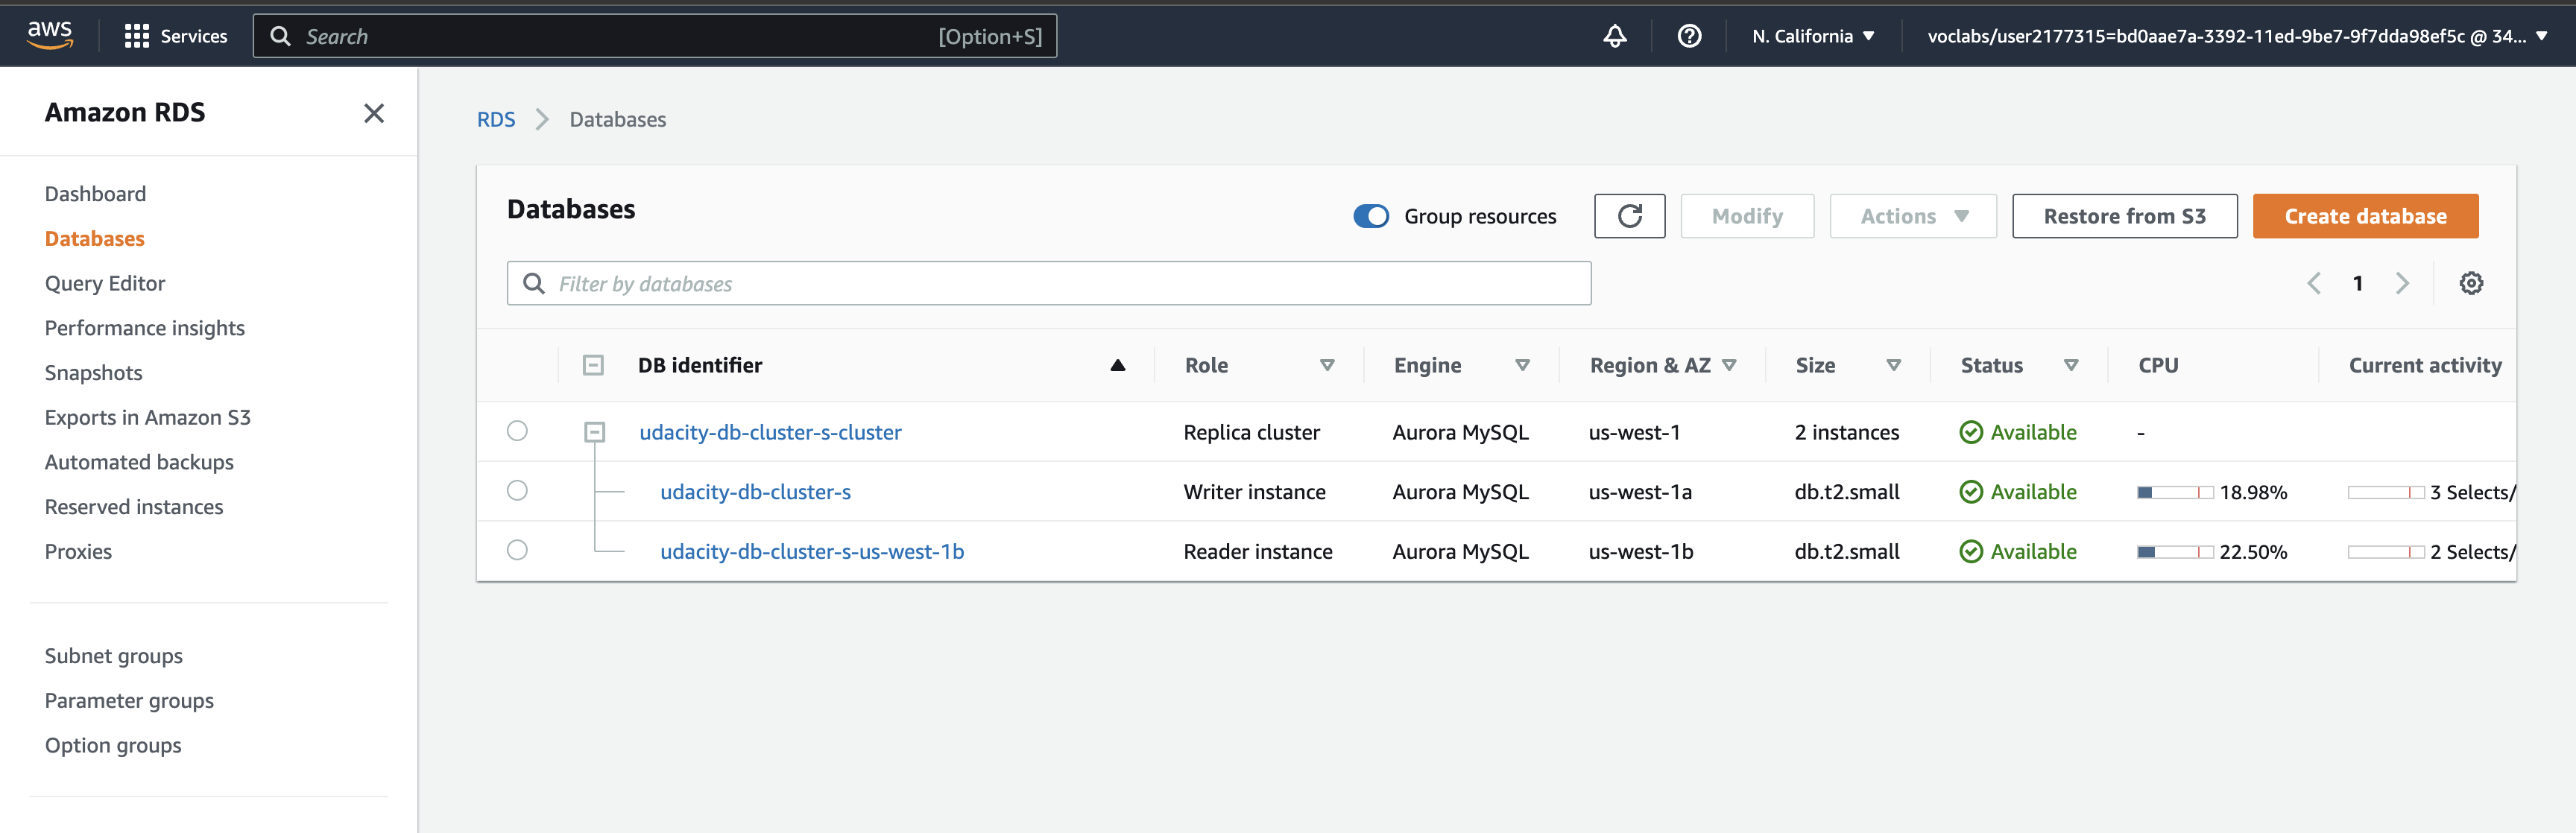 aws Services Search [Option+S] N. California voclabs/user2177315=bd0aae7a-3392-11ed-9be7-9f7dda98ef5c @ 34...
Amazon RDS
Dashboard
Databases
Query Editor
Performance insights
Snapshots
Exports in Amazon S3
Automated backups
Reserved instances
Proxies
Subnet groups
Parameter groups
Option groups
RDS Databases
Databases
Group resources Modify Actions Restore from S3 Create database
Filter by databases 1
DB identifier Role Engine Region & AZ Size Status CPU Current activity
udacity-db-cluster-s-cluster Replica cluster Aurora MySQL us-west-1 2 instances Available -
udacity-db-cluster-s Writer instance Aurora MySQL us-west-1a db.t2.small Available 18.98% 3 Selects/
udacity-db-cluster-s-us-west-1b Reader instance Aurora MySQL us-west-1b db.t2.small Available 22.50% 2 Selects/